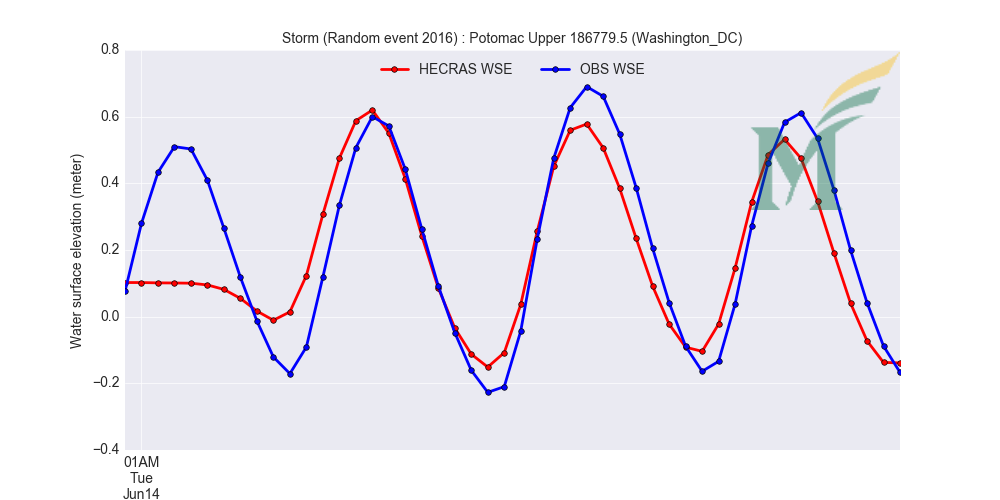 Storm (Random event 2016) : Potomac Upper 186779.5 (Washington_DC)
HECRAS WSE
OBS WSE
Water surface elevation (meter)
0.8
0.6
0.4
0.2
0.0
−0.2
−0.4
01AM
Tue
Jun14
M